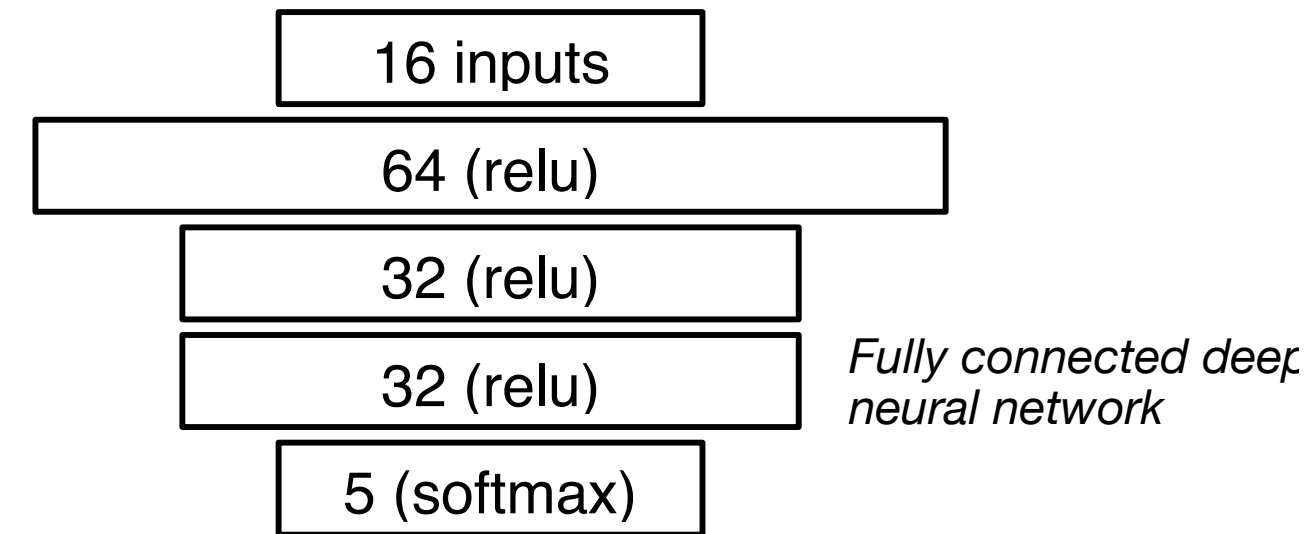 16 inputs
64 (relu)
32 (relu)
32 (relu)
Fully connected deep
neural network
5 (softmax)